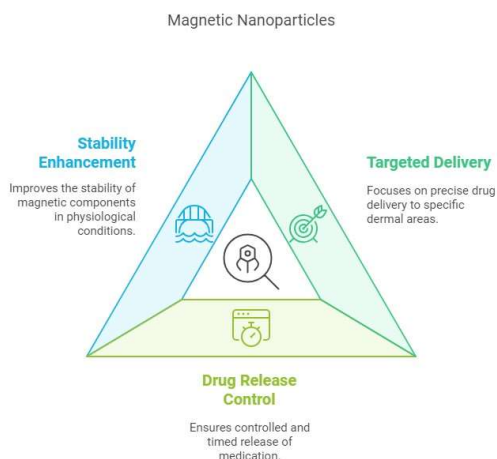 Magnetic Nanoparticles
Stability
Enhancement
Improves the stability of
magnetic components
in physiological
conditions.
Targeted Delivery
Focuses on precise drug
delivery to specific
dermal areas.
Drug Release
Control
Ensures controlled and
timed release of
medication.